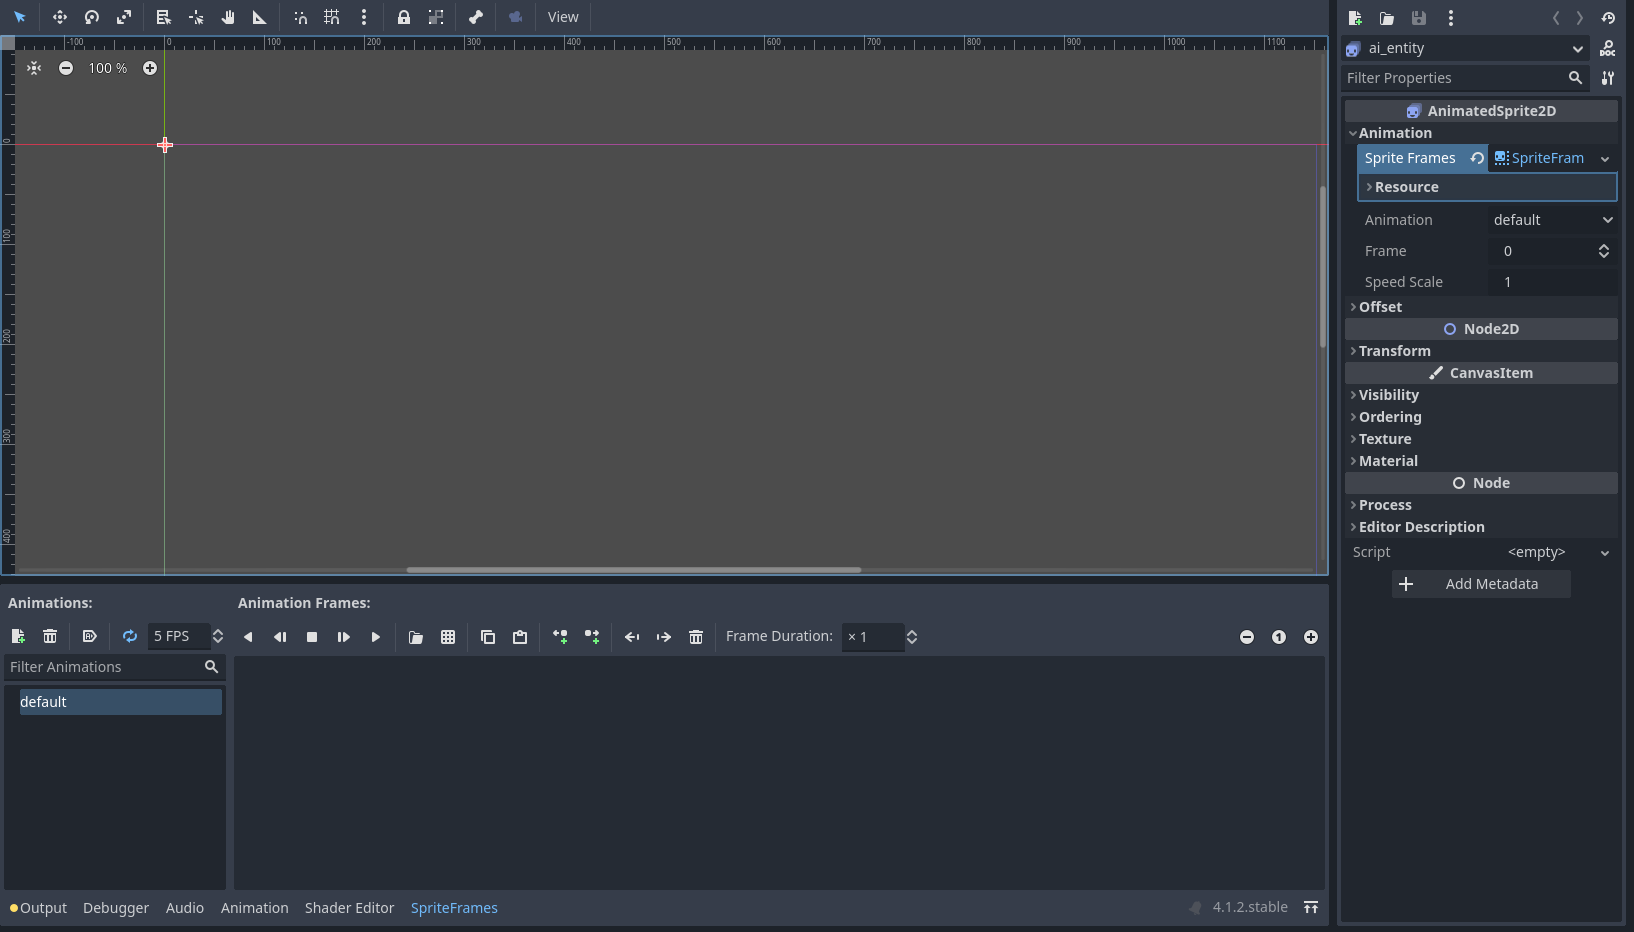 View
-100 0 100 200 300 400 500 600 700 800 900 1000 1100
100 %
0
100
200
300
400
Animations:
Animation Frames:
5 FPS
Frame Duration:
× 1
1
Filter Animations
default
Output Debugger Audio Animation Shader Editor SpriteFrames
4.1.2.stable
ai_entity
DOC
Filter Properties
AnimatedSprite2D
Animation
Sprite Frames SpriteFram
Resource
Animation default
Frame 0
Speed Scale 1
Offset
Node2D
Transform
CanvasItem
Visibility
Ordering
Texture
Material
Node
Process
Editor Description
Script <empty>
Add Metadata